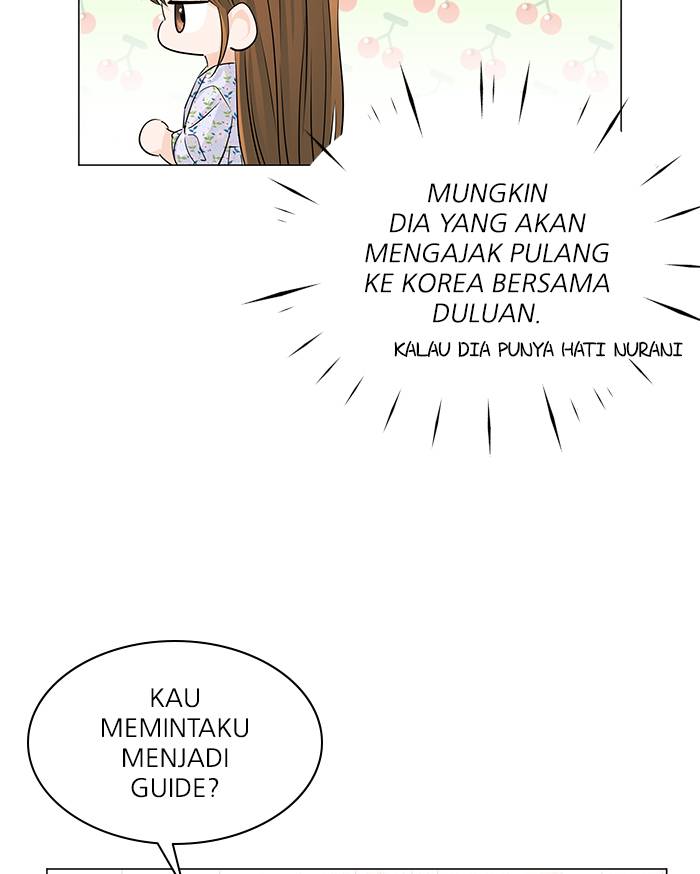 MUNGKIN
DIA YANG AKAN
MENGAJAK PULANG
KE KOREA BERSAMA
DULUAN.
KALAU DIA PUNYA HATI NURANI
KAU
MEMINTAKU
MENJADI
GUIDE?